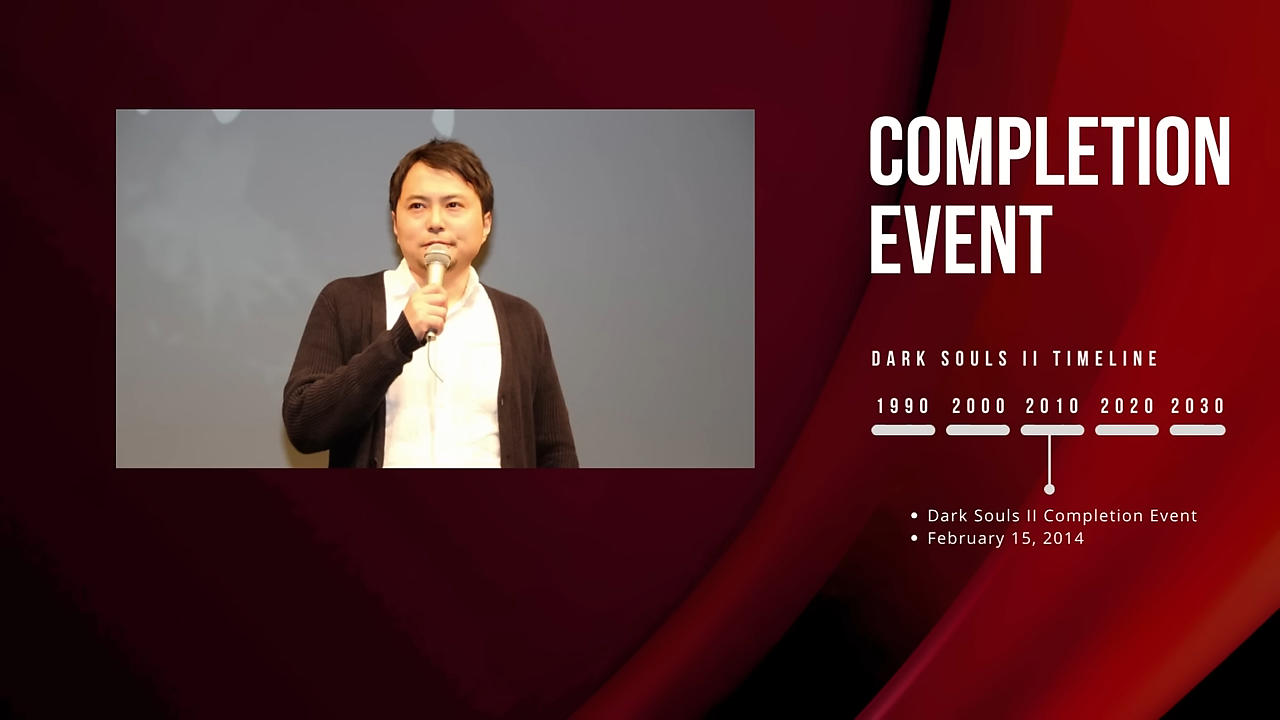 COMPLETION
EVENT
DARK SOULS II TIMELINE
1990 2000 2010 2020 2030
• Dark Souls II Completion Event
• February 15, 2014